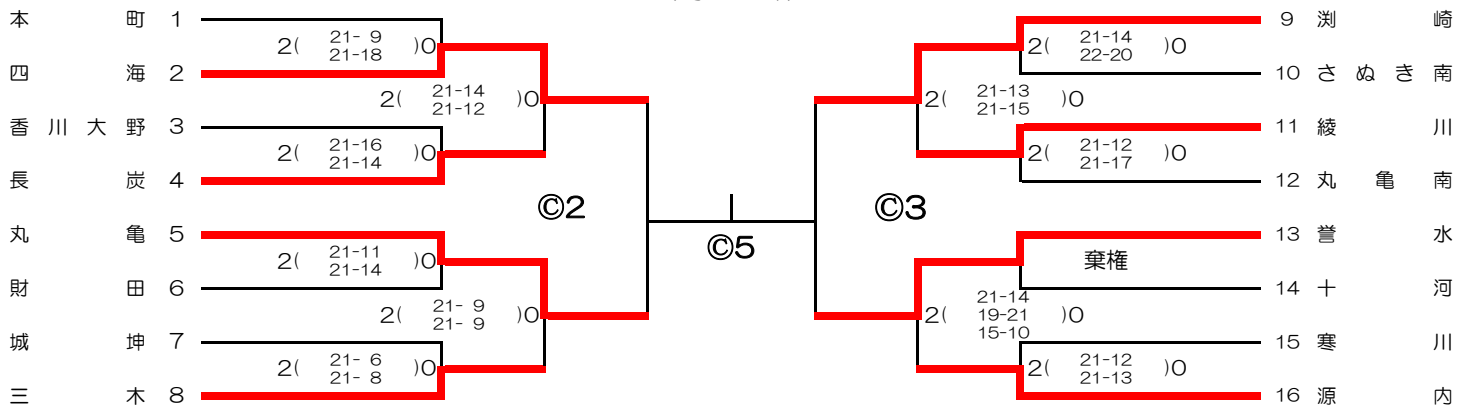 本町 1
2( 21- 9 )0
21-18
四海 2
2( 21-14 )0
21-12
香川大野 3
2( 21-16 )0
21-14
長炭 4
©2
丸亀 5
2( 21-11 )0
21-14
財田 6
2( 21- 9 )0
21- 9
城坤 7
2( 21- 6 )0
21- 8
三木 8
©5
9 渕崎
2( 21-14 )0
22-20
10 さぬき南
2( 21-13 )0
21-15
11 綾川
2( 21-12 )0
21-17
12 丸亀南
©3
13 誉水
棄権
14 十河
21-14
2( 19-21 )0
15-10
15 寒川
2( 21-12 )0
21-13
16 源内